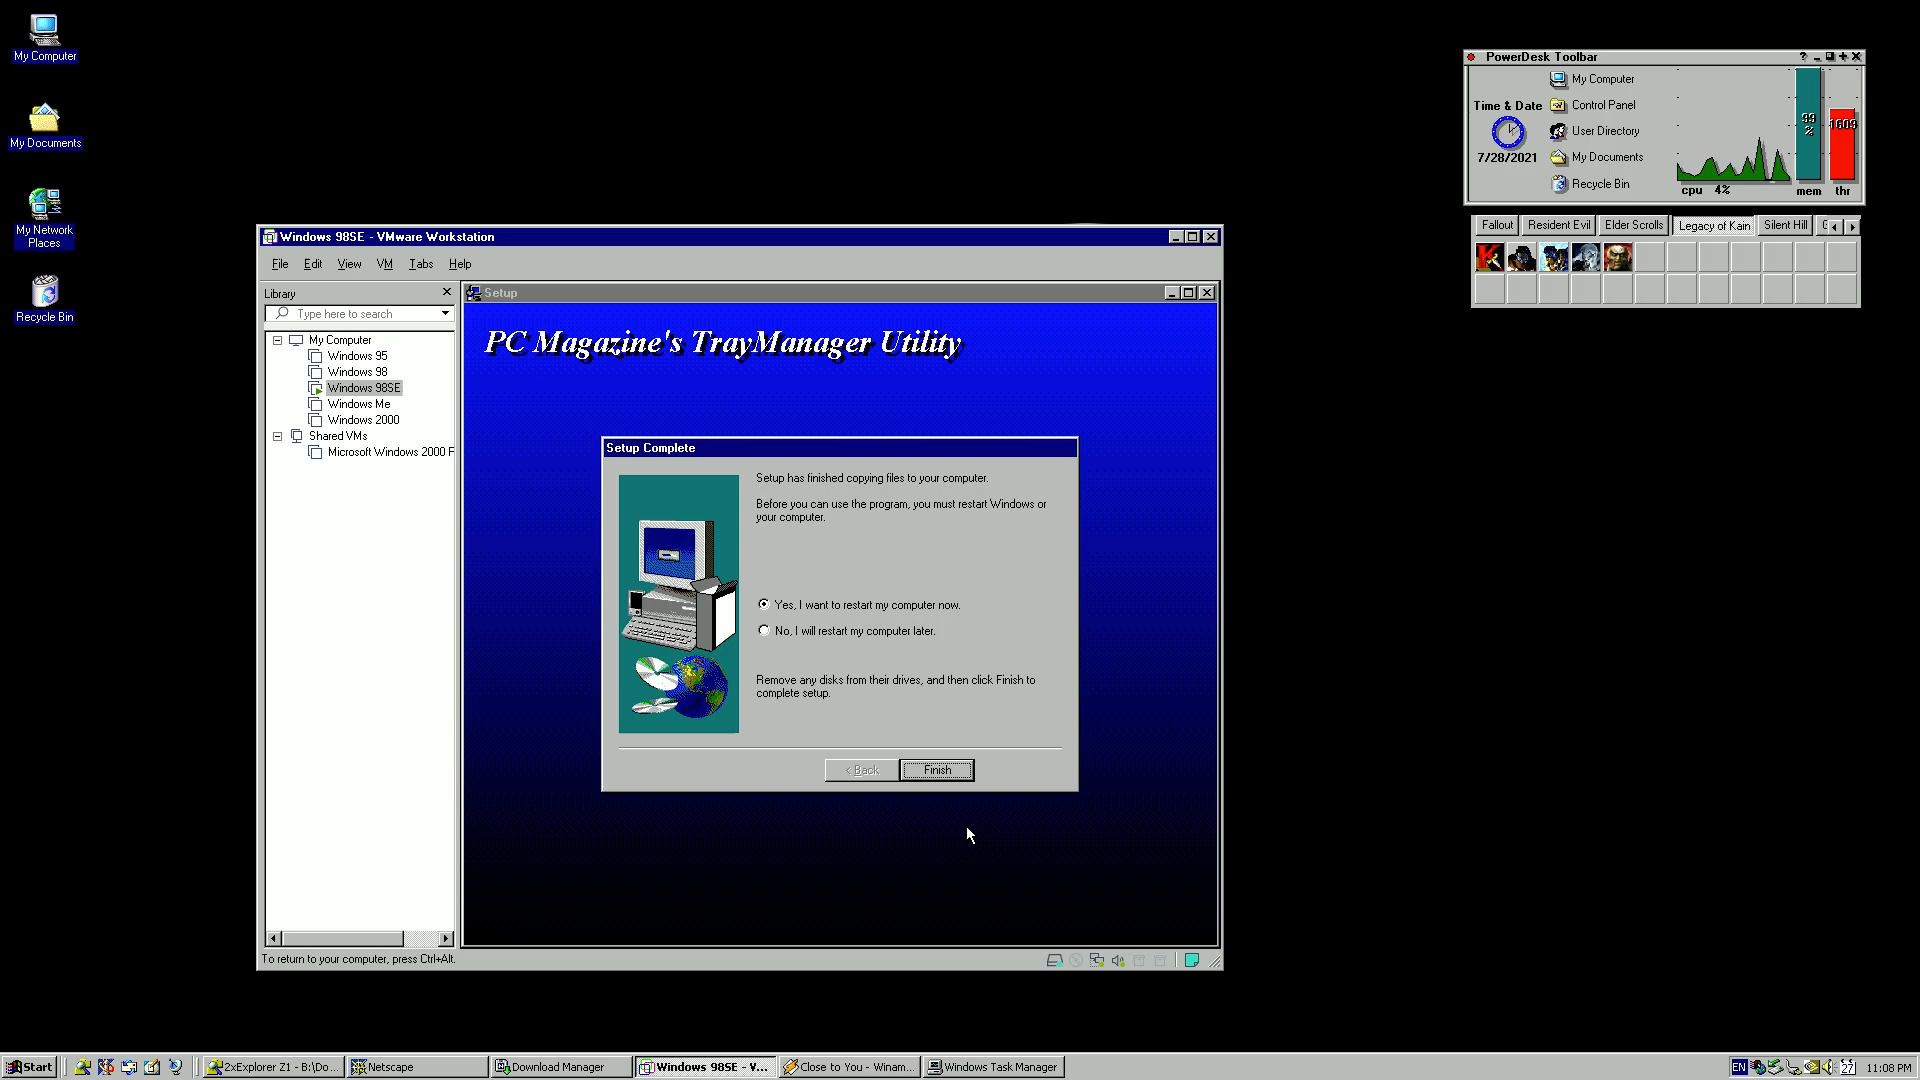 My Computer
My Documents
My Network
Places
Recycle Bin
PowerDesk Toolbar
?
Time & Date
7/28/2021
My Computer
Control Panel
User Directory
My Documents
Recycle Bin
cpu 4%
99
%
mem
1609
thr
Fallout
Resident Evil
Elder Scrolls
Legacy of Kain
Silent Hill
Windows 98SE - VMware Workstation
File Edit View VM Tabs Help
Library
Type here to search
My Computer
Windows 95
Windows 98
Windows 98SE
Windows Me
Windows 2000
Shared VMs
Microsoft Windows 2000 F
Setup
PC Magazine's TrayManager Utility
Setup Complete
Setup has finished copying files to your computer.
Before you can use the program, you must restart Windows or
your computer.
Yes, I want to restart my computer now.
No, I will restart my computer later.
Remove any disks from their drives, and then click Finish to
complete setup.
< Back
Finish
To return to your computer, press Ctrl+Alt.
Start
2xExplorer Z1 - B:\Do...
Netscape
Download Manager
Windows 98SE - V...
Close to You - Winam...
Windows Task Manager
EN
27
11:08 PM